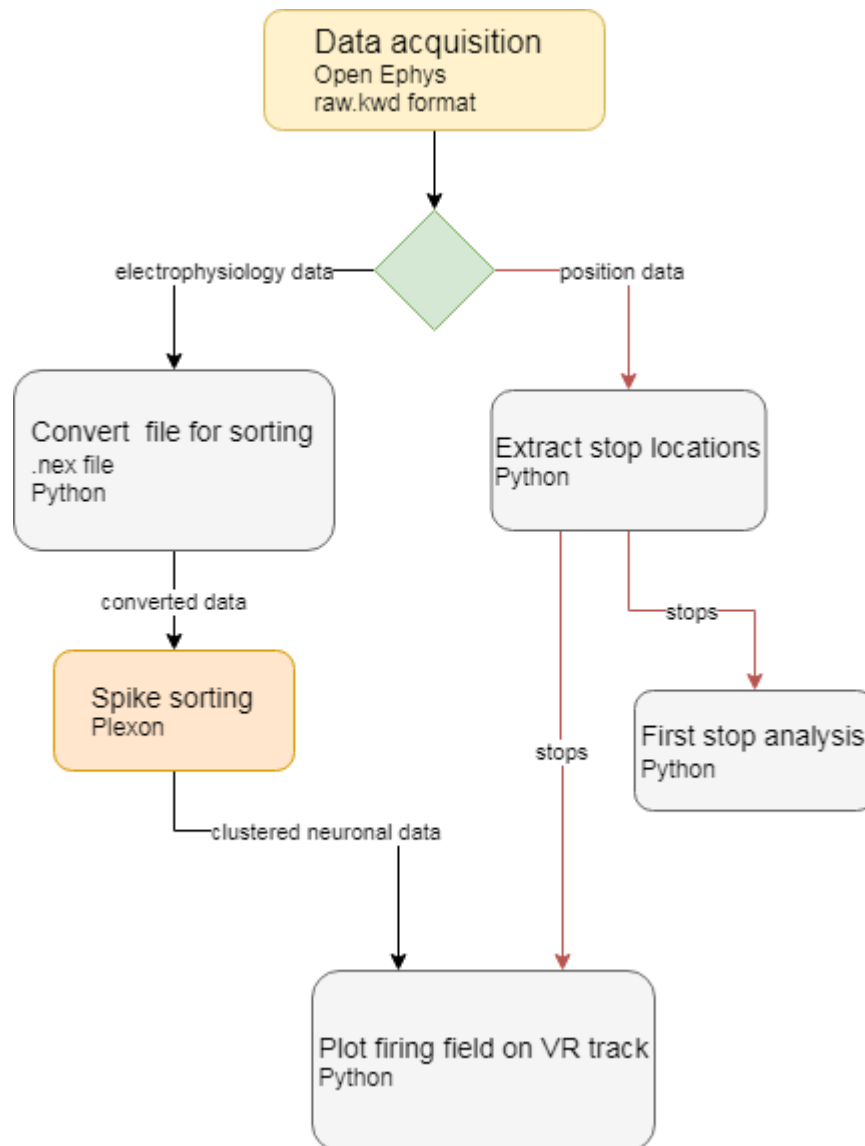 Data acquisition
Open Ephys
raw.kwd format
electrophysiology data
position data
Convert  file for sorting
.nex file
Python
Extract stop locations
Python
converted data
stops
Spike sorting
Plexon
First stop analysis
Python
stops
clustered neuronal data
Plot firing field on VR track
Python